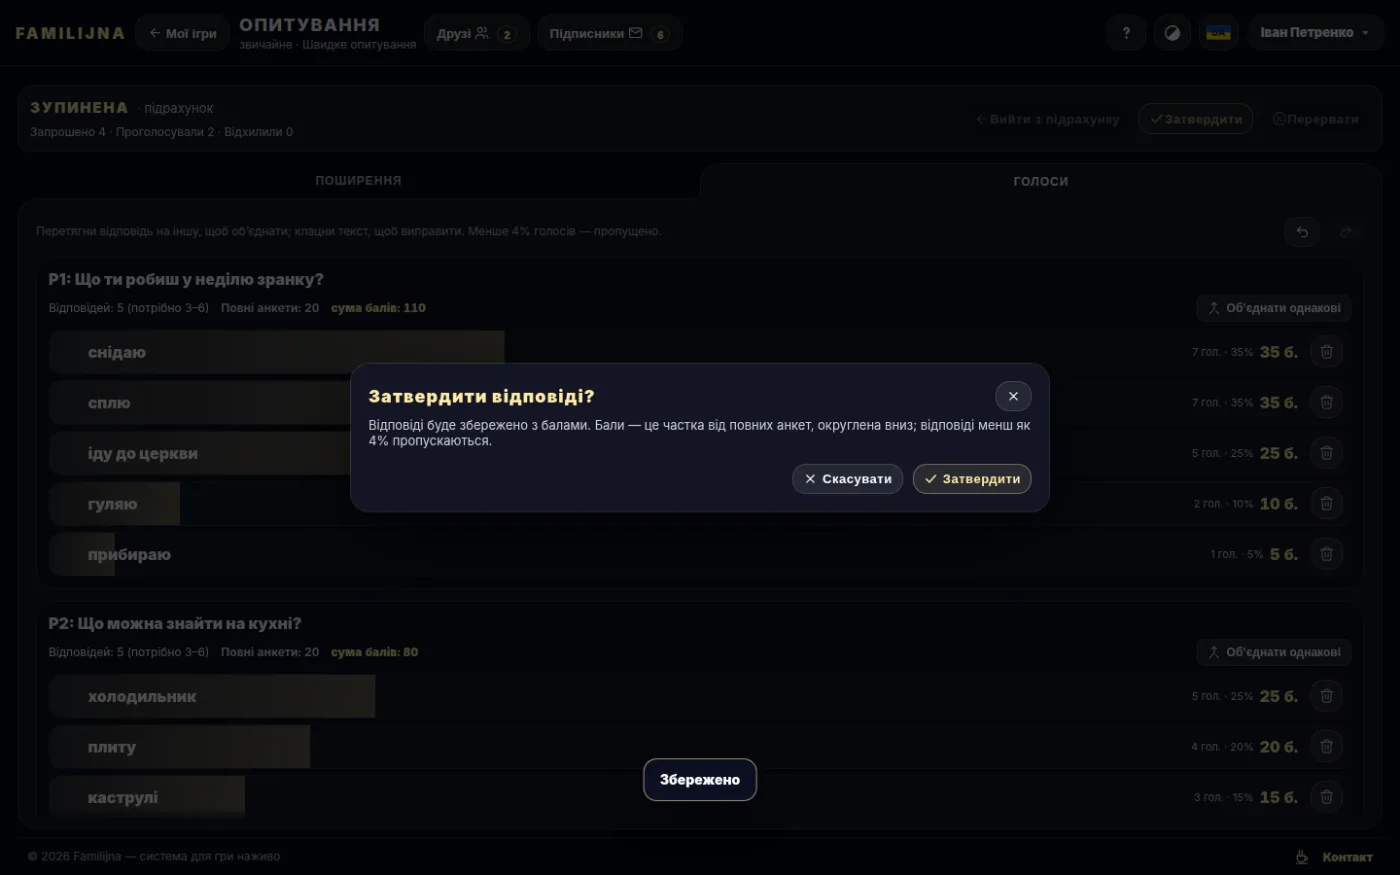 FAMILIJNA
Мої ігри
ОПИТУВАННЯ
звичайне · Швидке опитування
Друзі 2
Підписники 6
?
Іван Петренко
ЗУПИНЕНА · підрахунок
Запрошено 4 · Проголосували 2 · Відхилили 0
Вийти з підрахунку
Затвердити
Перервати
ПОШИРЕННЯ
ГОЛОСИ
Перетягни відповідь на іншу, щоб об'єднати; клацни текст, щоб виправити. Менше 4% голосів — пропущено.
P1: Що ти робиш у неділю зранку?
Відповідей: 5 (потрібно 3–6) Повні анкети: 20 сума балів: 110
Об'єднати однакові
снідаю
7 гол. · 35% 35 б.
сплю
7 гол. · 35% 35 б.
іду до церкви
5 гол. · 25% 25 б.
гуляю
2 гол. · 10% 10 б.
прибираю
1 гол. · 5% 5 б.
Затвердити відповіді?
Відповіді буде збережено з балами. Бали — це частка від повних анкет, округлена вниз; відповіді менш як
4% пропускаються.
Скасувати
Затвердити
P2: Що можна знайти на кухні?
Відповідей: 5 (потрібно 3–6) Повні анкети: 20 сума балів: 80
Об'єднати однакові
холодильник
5 гол. · 25% 25 б.
плиту
4 гол. · 20% 20 б.
каструлі
3 гол. · 15% 15 б.
Збережено
© 2026 Familijna — система для гри наживо
Контакт